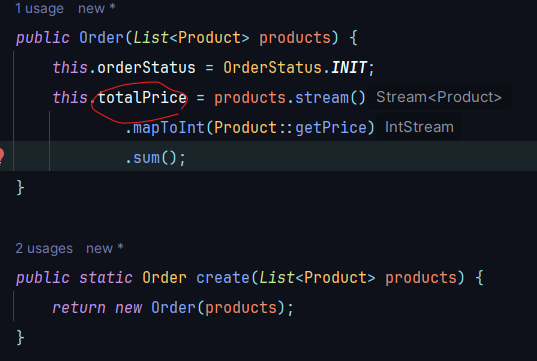 1 usage new *
public Order(List<Product> products) {
this.orderStatus = OrderStatus.INIT;
this.totalPrice = products.stream() Stream<Product>
.mapToInt(Product::getPrice) IntStream
.sum();
}
2 usages new *
public static Order create(List<Product> products) {
return new Order(products);
}